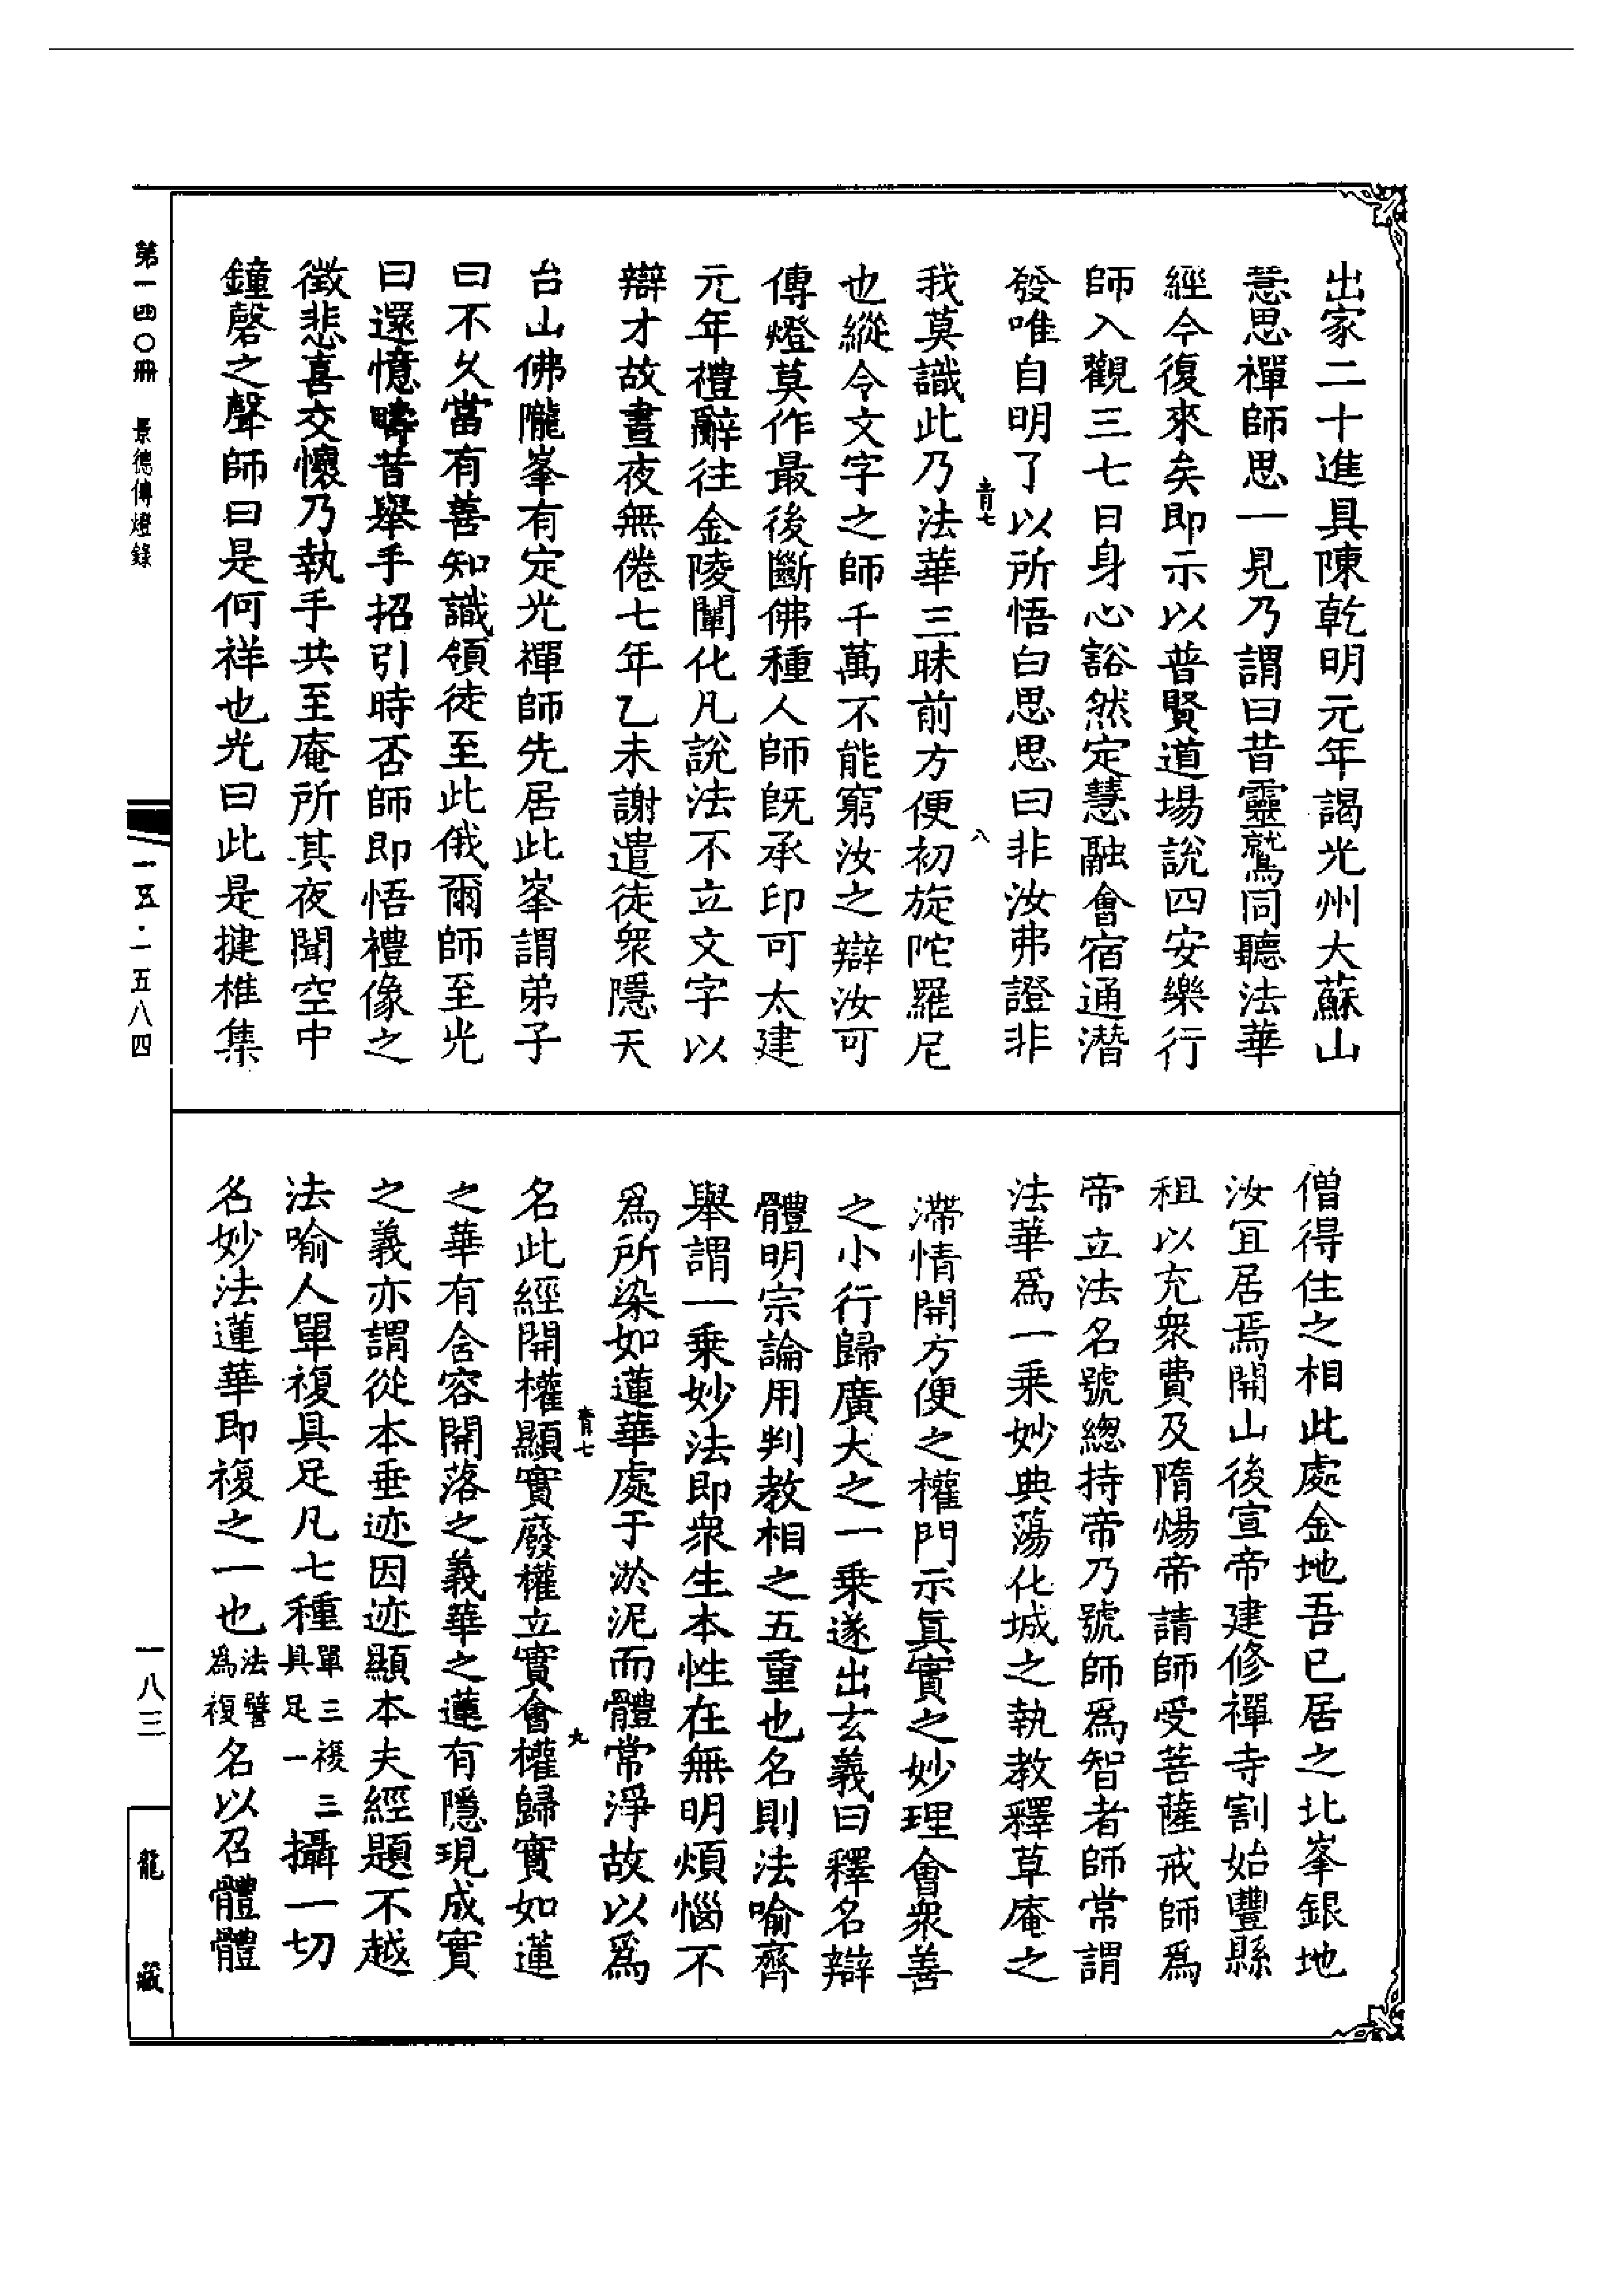 出家二十進具陳乾明元年謁光州大蘇山
慧思禪師思一見乃謂曰昔靈鷲同聽法華
經今復來矣即示以普賢道場說四安樂行
師入觀三七日身心豁然定慧融會宿通潛
發唯自明了以所悟白思思曰非汝弗證非
青七
八
我莫識此乃法華三昧前方便初旋陀羅尼
也縱令文字之師千萬不能窮汝之辯汝可
傳燈莫作最後斷佛種人師既承印可太建
元年禮辭往金陵闡化凡說法不立文字以
辯才故晝夜無倦七年乙未謝遣徒衆隱天
台山佛隴峯有定光禪師先居此峯謂弟子
曰不久當有善知識領徒至此俄爾師至光
曰還憶疇昔舉手招引時否師即悟禮像之
徵悲喜交懷乃執手共至庵所其夜聞空中
鐘磬之聲師曰是何祥也光曰此是揵椎集
僧得住之相此處金地吾已居之北峯銀地
汝宜居焉開山後宣帝建修禪寺割始豐縣
租以充衆費及隋煬帝請師受菩薩戒師爲
帝立法名號總持帝乃號師爲智者師常謂
法華爲一乘妙典蕩化城之執教釋草庵之
滯情開方便之權門示眞實之妙理會衆善
之小行歸廣大之一乘遂出玄義曰釋名辯
體明宗論用判教相之五重也名則法喻齊
舉謂一乘妙法即衆生本性在無明煩惱不
爲所染如蓮華處于淤泥而體常淨故以爲
青七
九
名此經開權顯實廢權立實會權歸實如蓮
之華有含容開落之義華之蓮有隱現成實
之義亦謂從本垂迹因迹顯本夫經題不越
法喻人單複具足凡七種單三複三具足一攝一切
名妙法蓮華即複之一也法譬爲複名以召體體
第一四〇冊 景德傳燈錄
一五·一五八四
一八三
龍藏